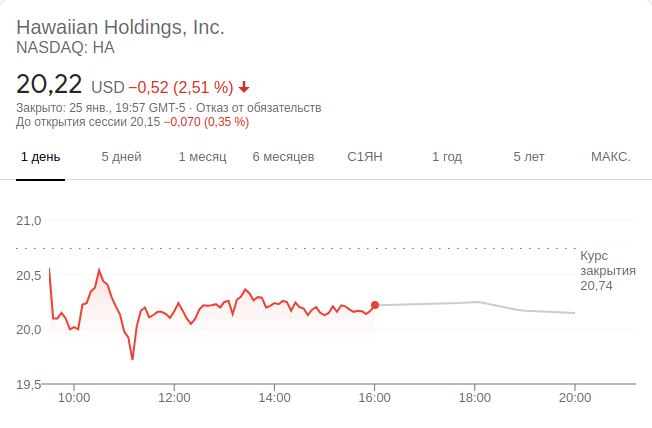 Hawaiian Holdings, Inc.
NASDAQ: HA
20,22 USD −0,52 (2,51 %)
Закрыто: 25 янв., 19:57 GMT-5 · Отказ от обязательств
До открытия сессии 20,15 −0,070 (0,35 %)
1 день 5 дней 1 месяц 6 месяцев С1ЯН 1 год 5 лет МАКС.
21,0
20,5
20,0
19,5
Курс
закрытия
20,74
10:00 12:00 14:00 16:00 18:00 20:00